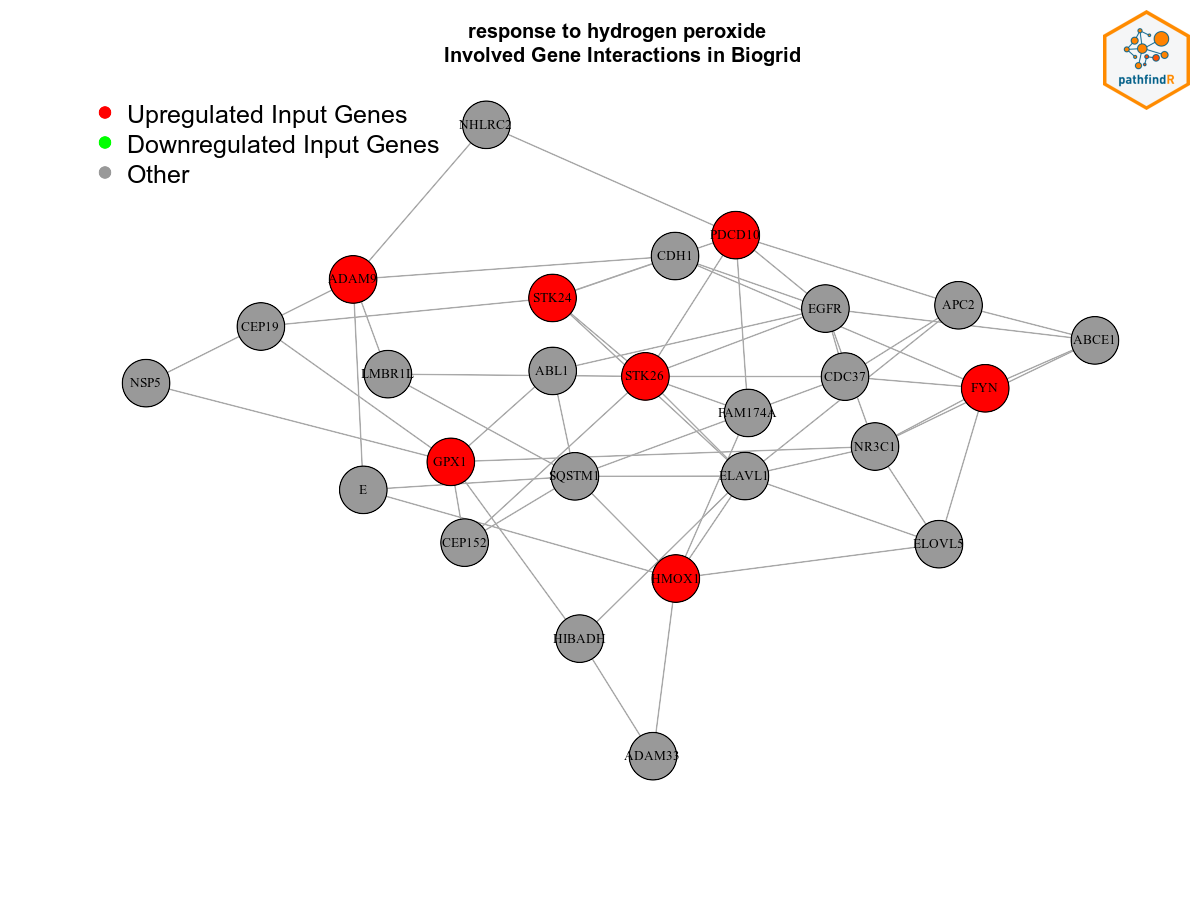 response to hydrogen peroxide
Involved Gene Interactions in Biogrid
pathfindR
Upregulated Input Genes
Downregulated Input Genes
Other
NHLRC2
PDCD10
CDH1
ADAM9
STK24
EGFR
APC2
CEP19
ABCE1
NSP5
LMBR1L
ABL1
STK26
CDC37
FYN
FAM174A
NR3C1
GPX1
SQSTM1
ELAVL1
E
CEP152
ELOVL5
HMOX1
HIBADH
ADAM33